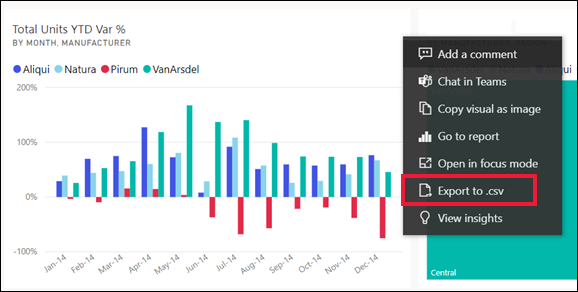 Total Units YTD Var %
BY MONTH, MANUFACTURER
Aliqui Natura Pirum VanArsdel
200%
100%
0%
-100%
Jan-14
Feb-14
Mar-14
Apr-14
May-14
Jun-14
Jul-14
Aug-14
Sep-14
Oct-14
Nov-14
Dec-14
Add a comment
Chat in Teams
Copy visual as image
Go to report
Open in focus mode
Export to .csv
View insights
Central